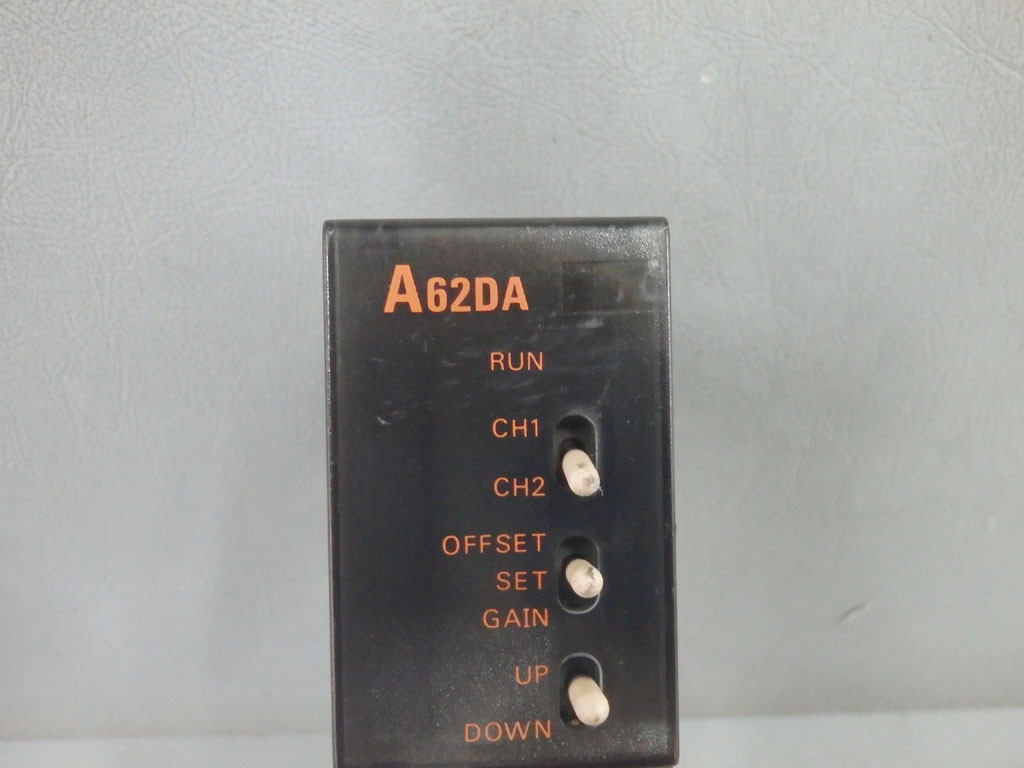 A62DA
RUN
CH1
CH2
OFFSET
SET
GAIN
UP
DOWN